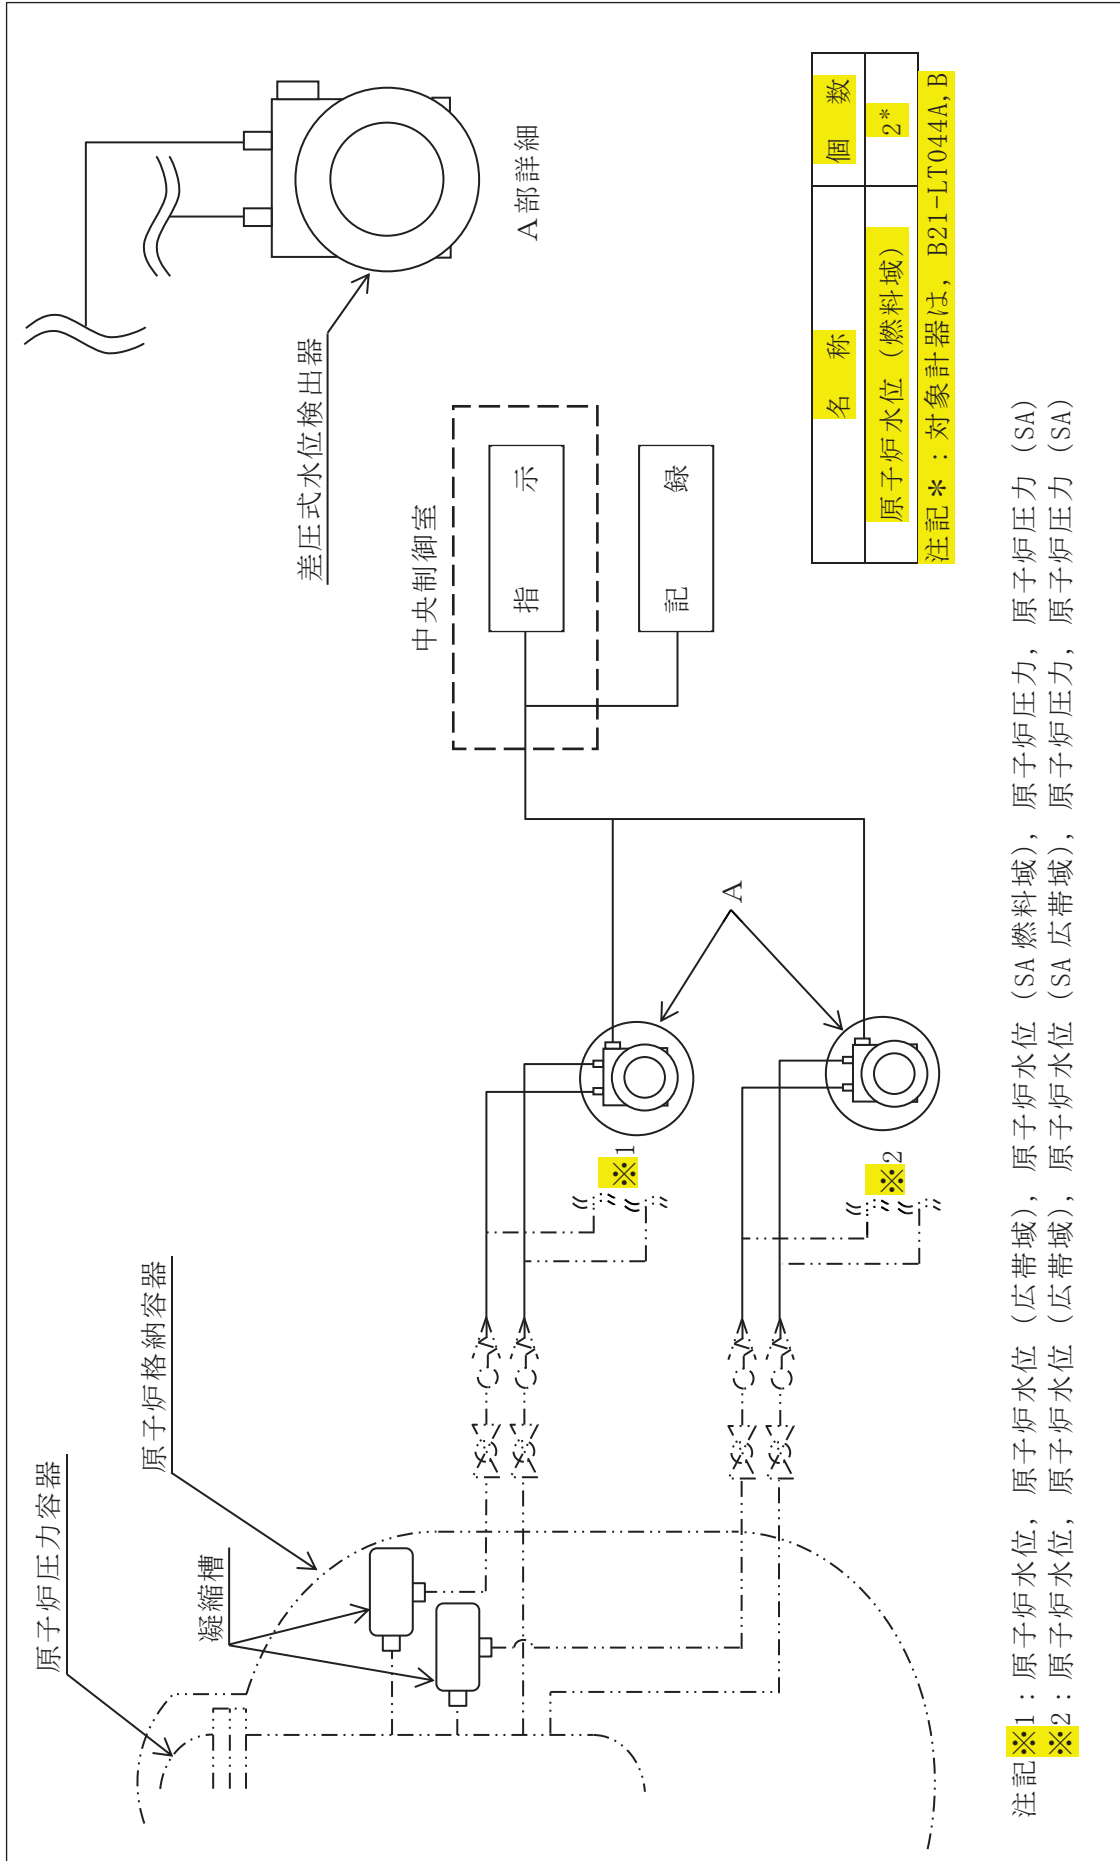 原子炉圧力容器
原子炉格納容器
凝縮槽
※1
※2
A
中央制御室
指示
記録
差圧式水位検出器
A部詳細
名称 個数
原子炉水位（燃料域） 2*
注記＊：対象計器は，B21-LT044A,B
注記※1：原子炉水位，原子炉水位（広帯域），原子炉水位（SA 燃料域），原子炉圧力，原子炉圧力（SA）
※2：原子炉水位，原子炉水位（広帯域），原子炉水位（SA 広帯域），原子炉圧力，原子炉圧力（SA）